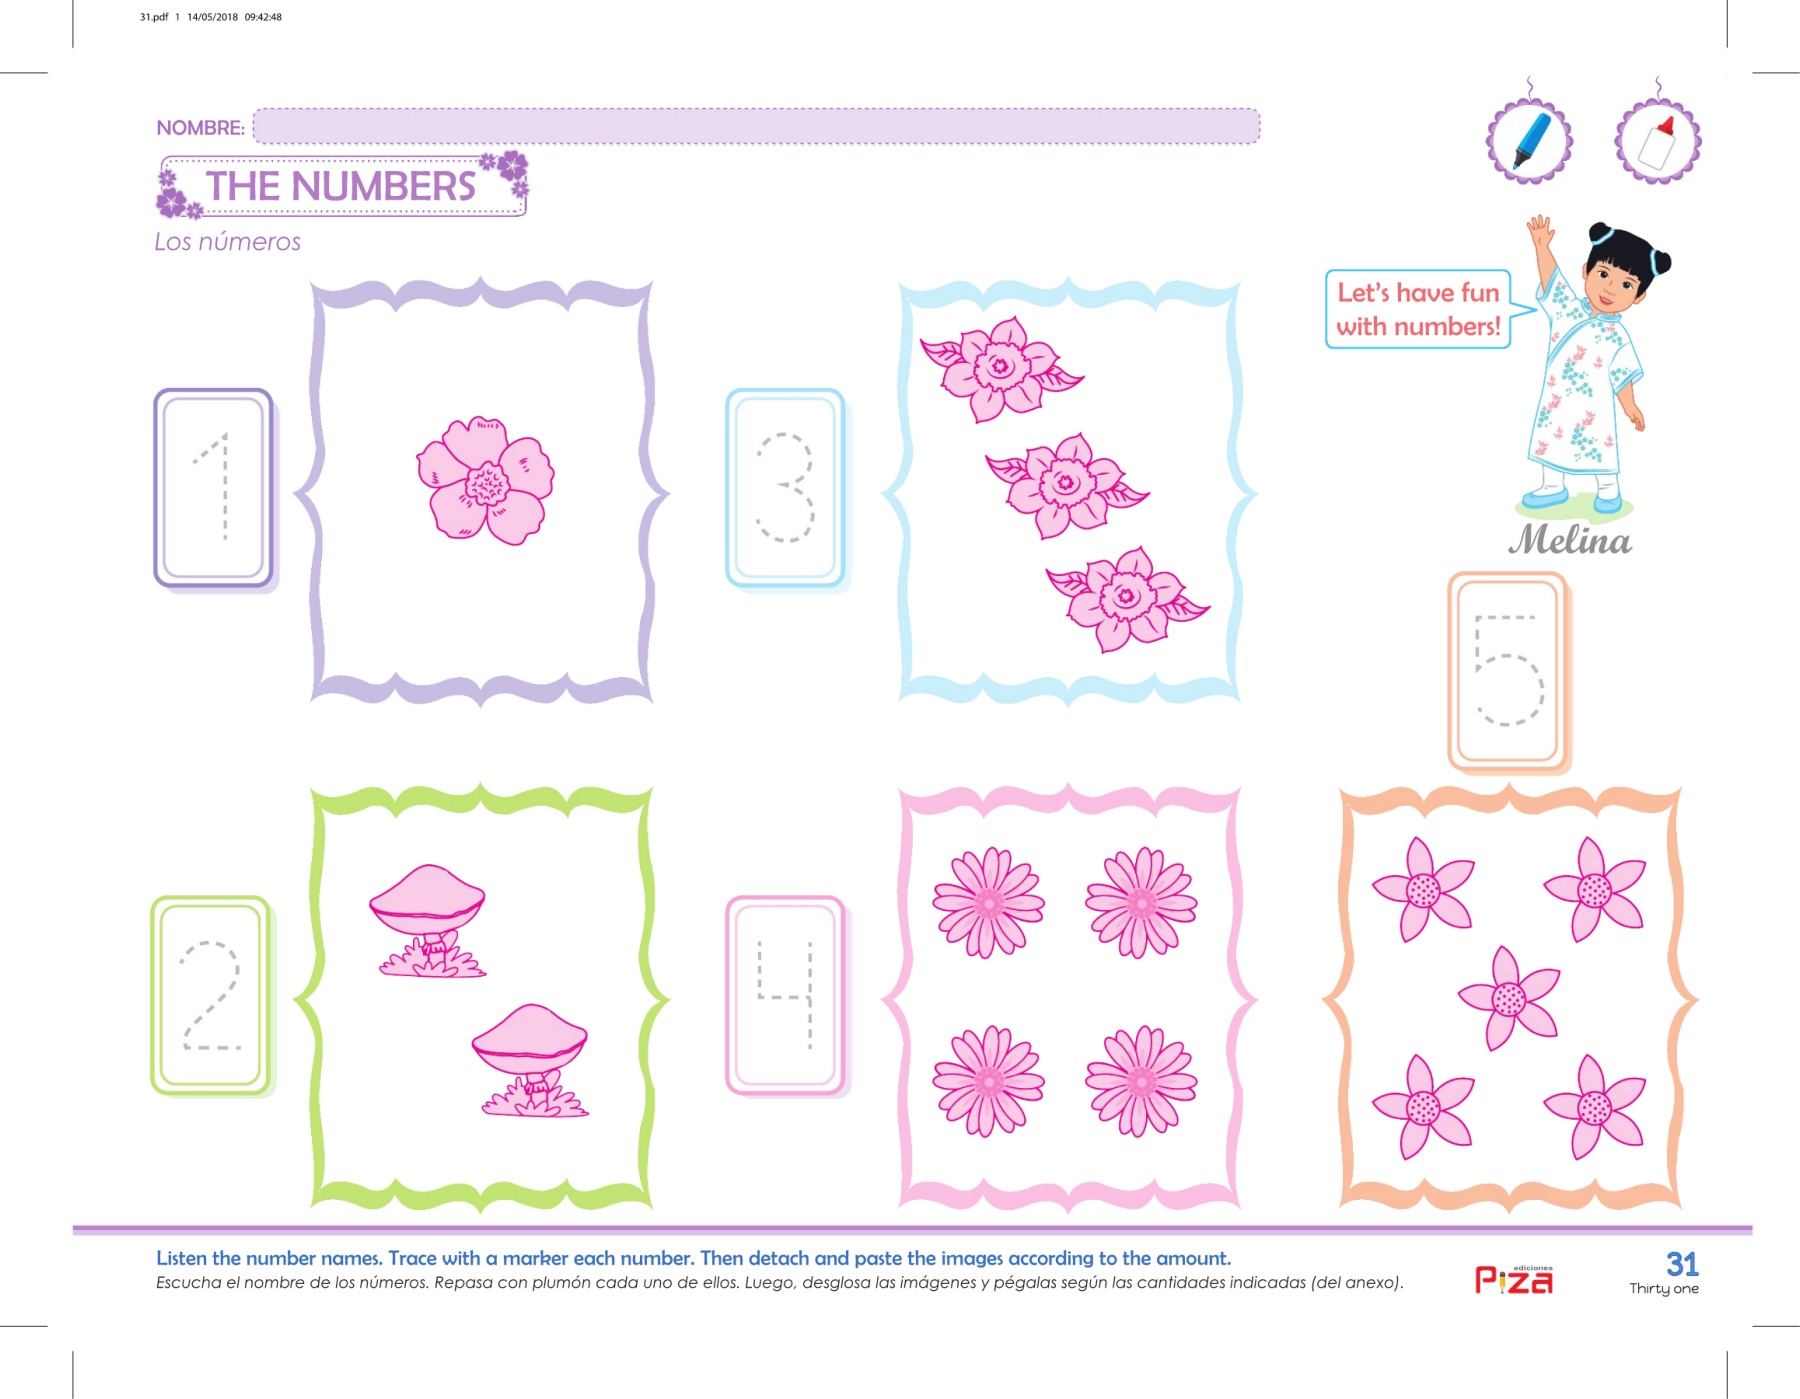 31.pdf 1 14/05/2018 09:42:48
NOMBRE:
THE NUMBERS
Los números
Let's have fun
with numbers!
Melina
1
3
5
2
4
Listen the number names. Trace with a marker each number. Then detach and paste the images according to the amount.
Escucha el nombre de los números. Repasa con plumón cada uno de ellos. Luego, desglosa las imágenes y pégalas según las cantidades indicadas (del anexo).
ediciones
Piza
31
Thirty one